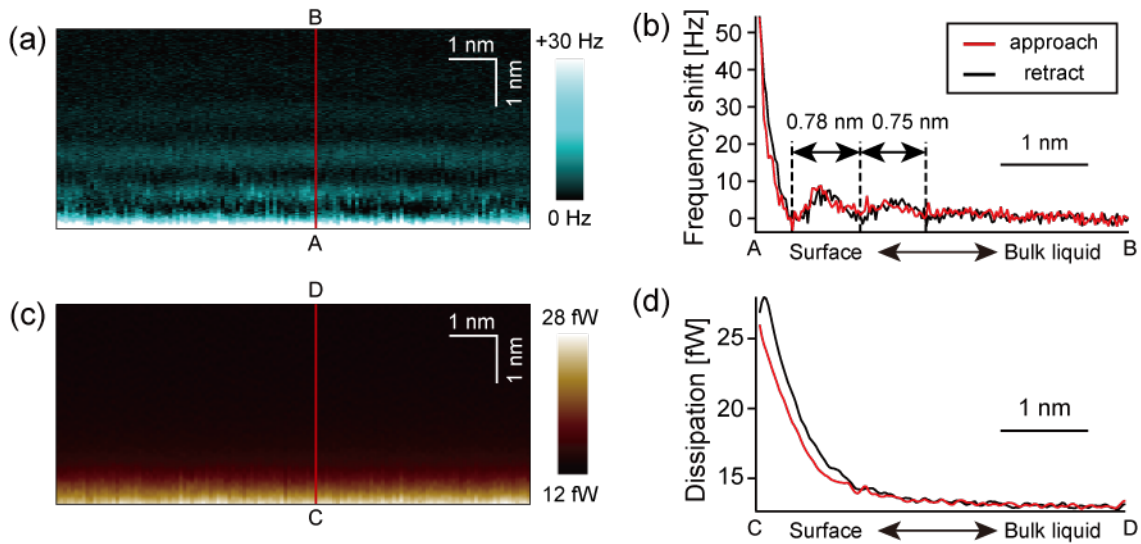 (a)
B
1 nm
1 nm
+30 Hz
0 Hz
A
(b)
Frequency shift [Hz]
50
40
30
20
10
0
approach
retract
0.78 nm
0.75 nm
1 nm
A
Surface
Bulk liquid
B
(c)
D
1 nm
1 nm
28 fW
12 fW
C
(d)
Dissipation [fW]
25
20
15
1 nm
C
Surface
Bulk liquid
D